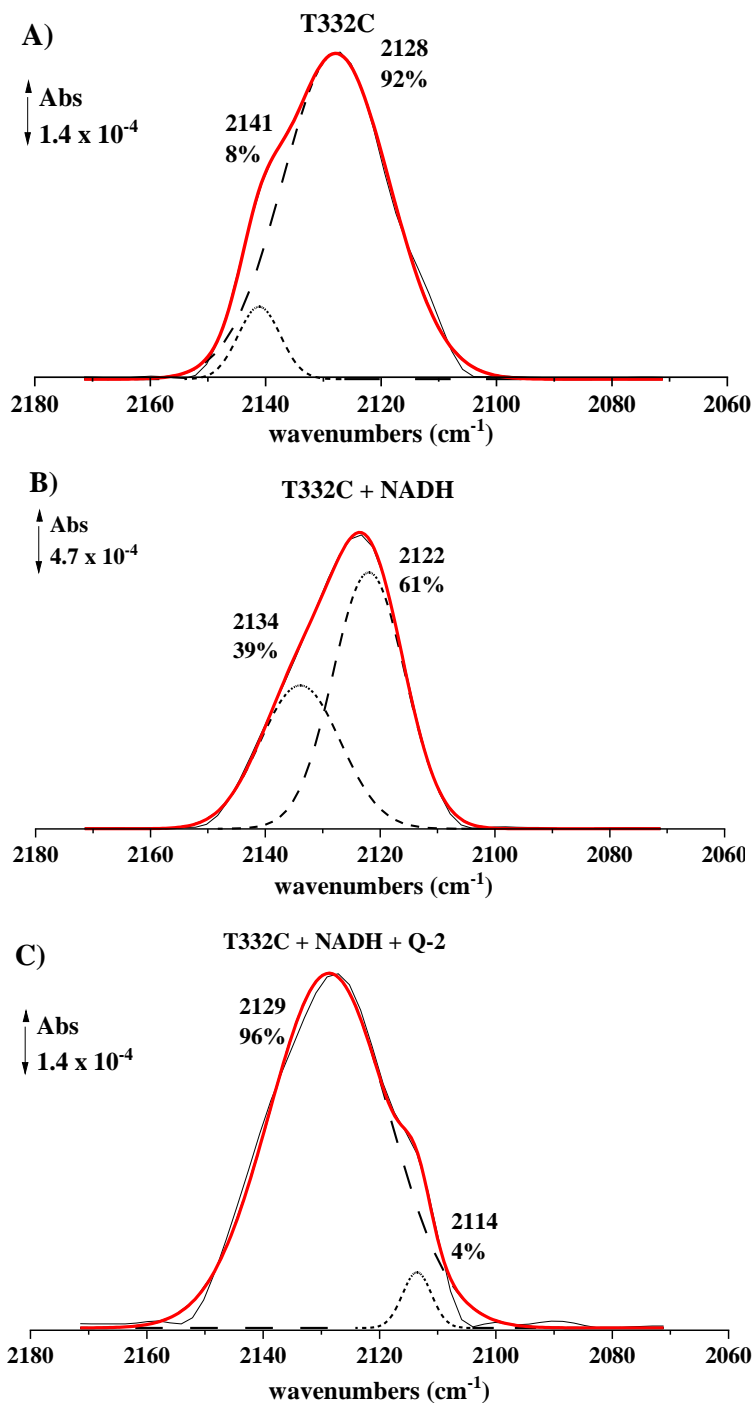 A)
T332C
2128
92%
Abs
1.4 x 10-4
2141
8%
2180 2160 2140 2120 2100 2080 2060
wavenumbers (cm-1)
B)
T332C + NADH
Abs
4.7 x 10-4
2122
61%
2134
39%
2180 2160 2140 2120 2100 2080 2060
wavenumbers (cm-1)
C)
T332C + NADH + Q-2
2129
96%
Abs
1.4 x 10-4
2114
4%
2180 2160 2140 2120 2100 2080 2060
wavenumbers (cm-1)